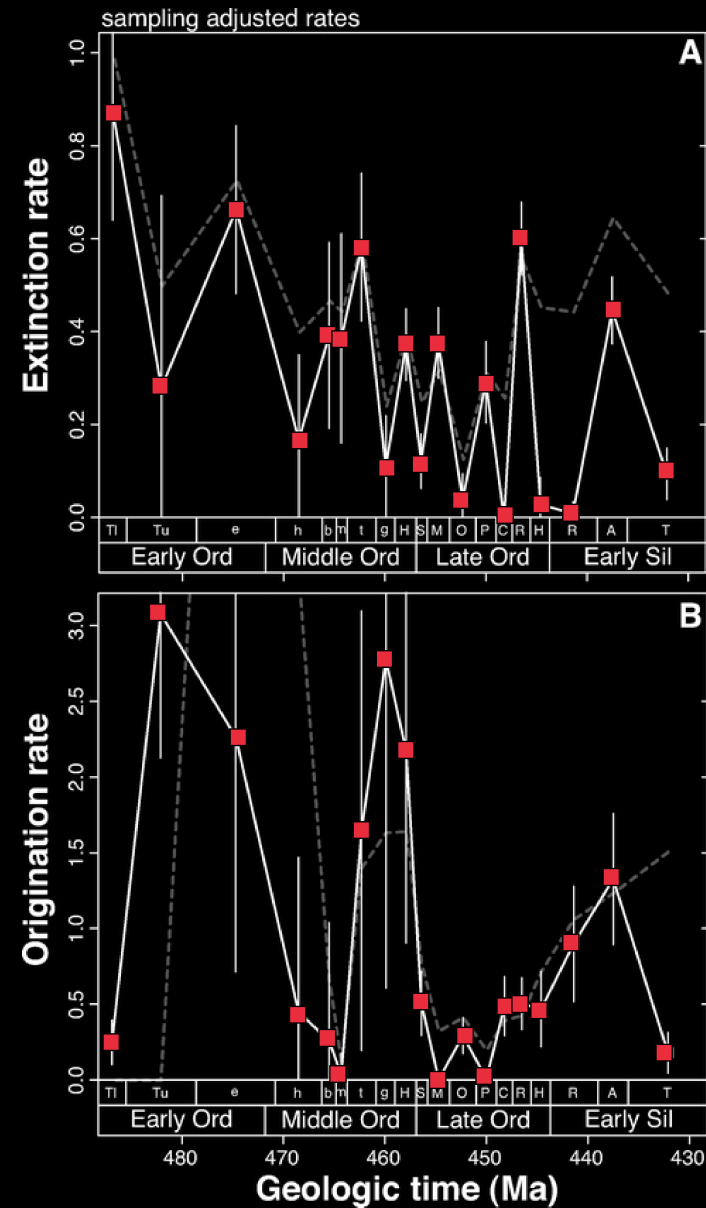 sampling adjusted rates
A
Extinction rate
1.0
0.8
0.6
0.4
0.2
0.0
Tl Tu e h b m t g H S M O P C R H R A T
Early Ord Middle Ord Late Ord Early Sil
B
Origination rate
3.0
2.5
2.0
1.5
1.0
0.5
0.0
Tl Tu e h b m t g H S M O P C R H R A T
Early Ord Middle Ord Late Ord Early Sil
480 470 460 450 440 430
Geologic time (Ma)